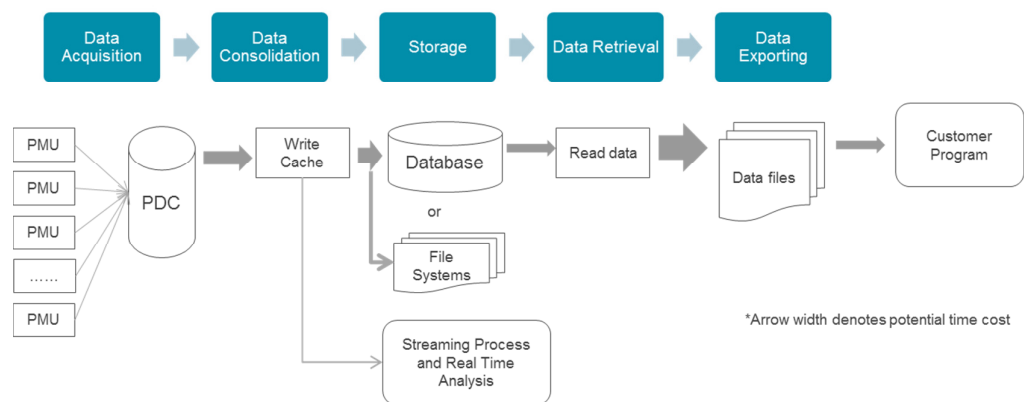 Data
Acquisition
Data
Consolidation
Storage
Data Retrieval
Data
Exporting
PMU
PMU
PMU
……
PMU
PDC
Write
Cache
Database
or
File
Systems
Streaming Process
and Real Time
Analysis
Read data
Data files
Customer
Program
*Arrow width denotes potential time cost